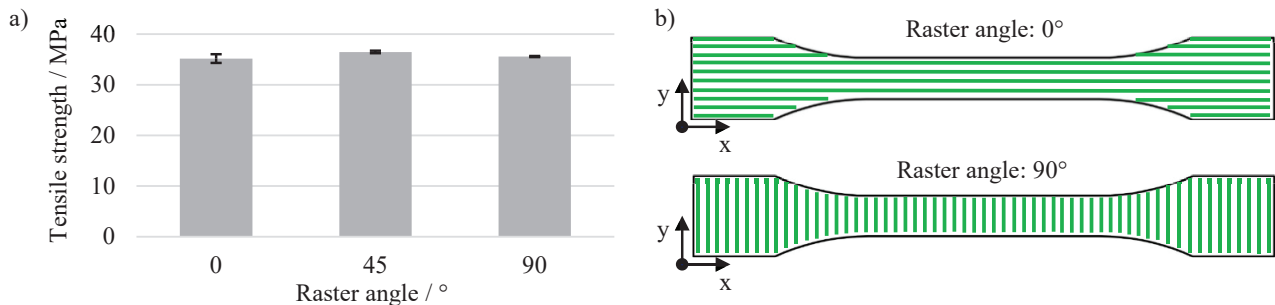 a)
Tensile strength / MPa
40
30
20
10
0
0 45 90
Raster angle / °
b)
Raster angle: 0°
y
x
Raster angle: 90°
y
x